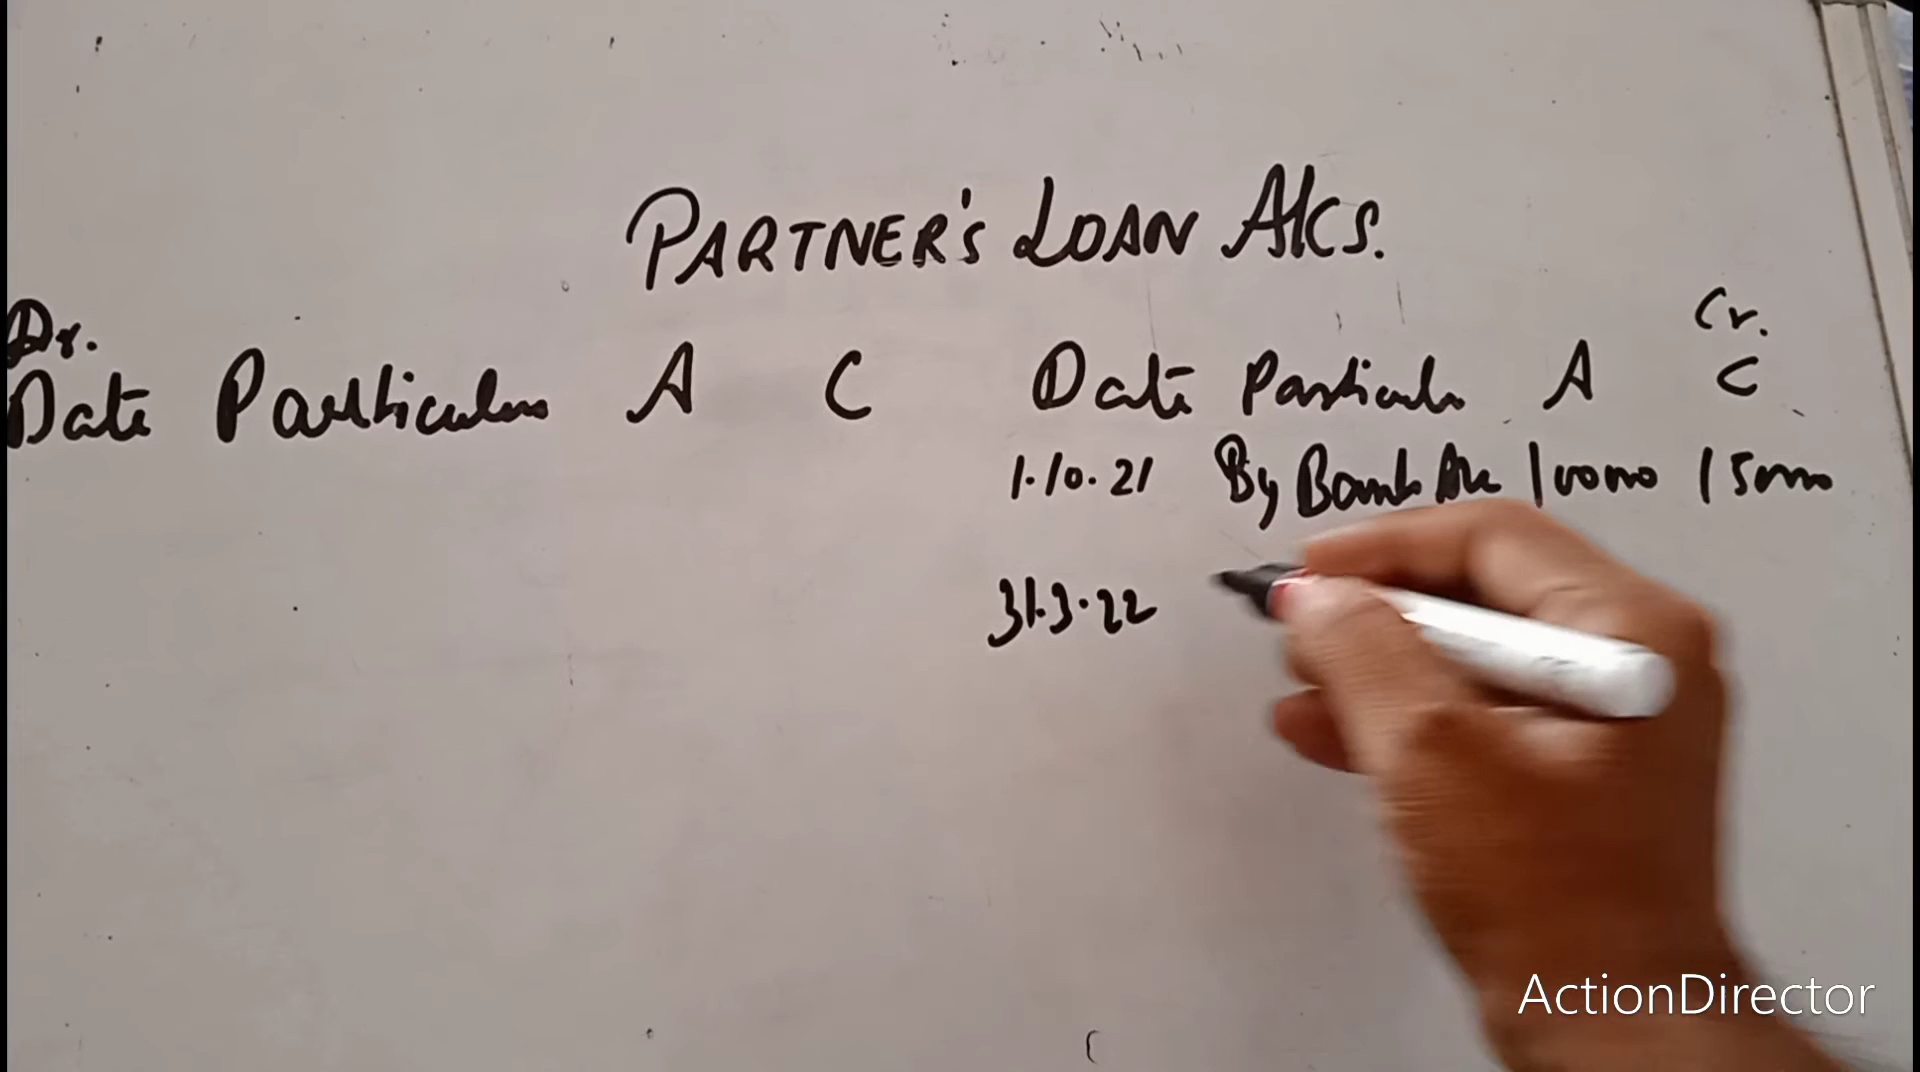 PARTNER'S LOAN A/CS.
Dr. Cr.
Date Particulars A C Date Particulars A C
1.10.21 By Bank A/c 100000 150000
31.3.22
ActionDirector